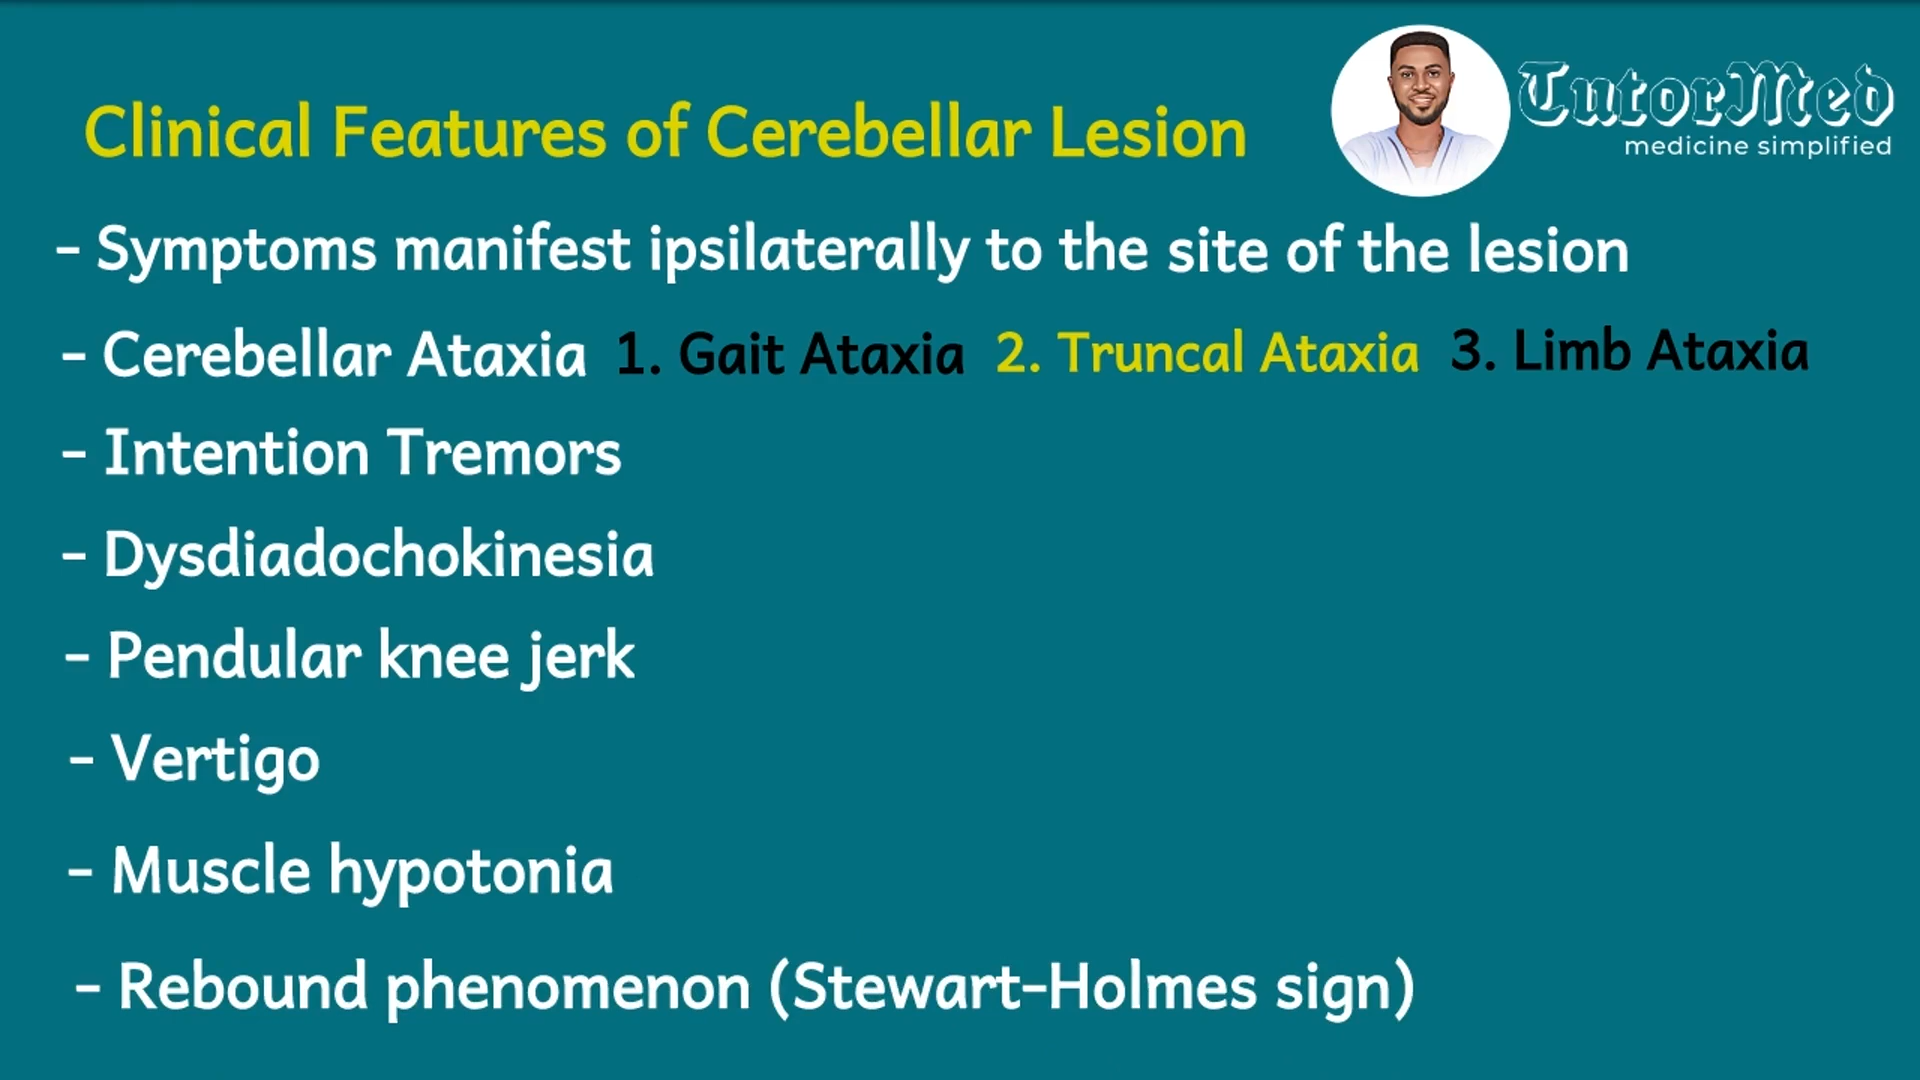 TutorMed
medicine simplified
Clinical Features of Cerebellar Lesion
- Symptoms manifest ipsilaterally to the site of the lesion
- Cerebellar Ataxia 1. Gait Ataxia 2. Truncal Ataxia 3. Limb Ataxia
- Intention Tremors
- Dysdiadochokinesia
- Pendular knee jerk
- Vertigo
- Muscle hypotonia
- Rebound phenomenon (Stewart-Holmes sign)